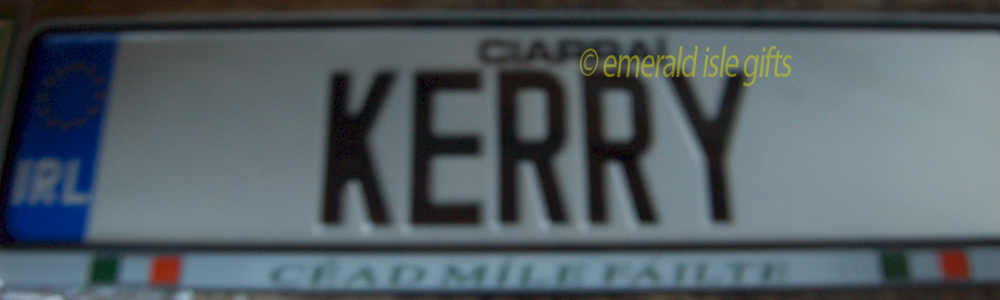 CIARRAÍ
© emerald isle gifts
KERRY
IRL
CÉAD MÍLE FÁILTE